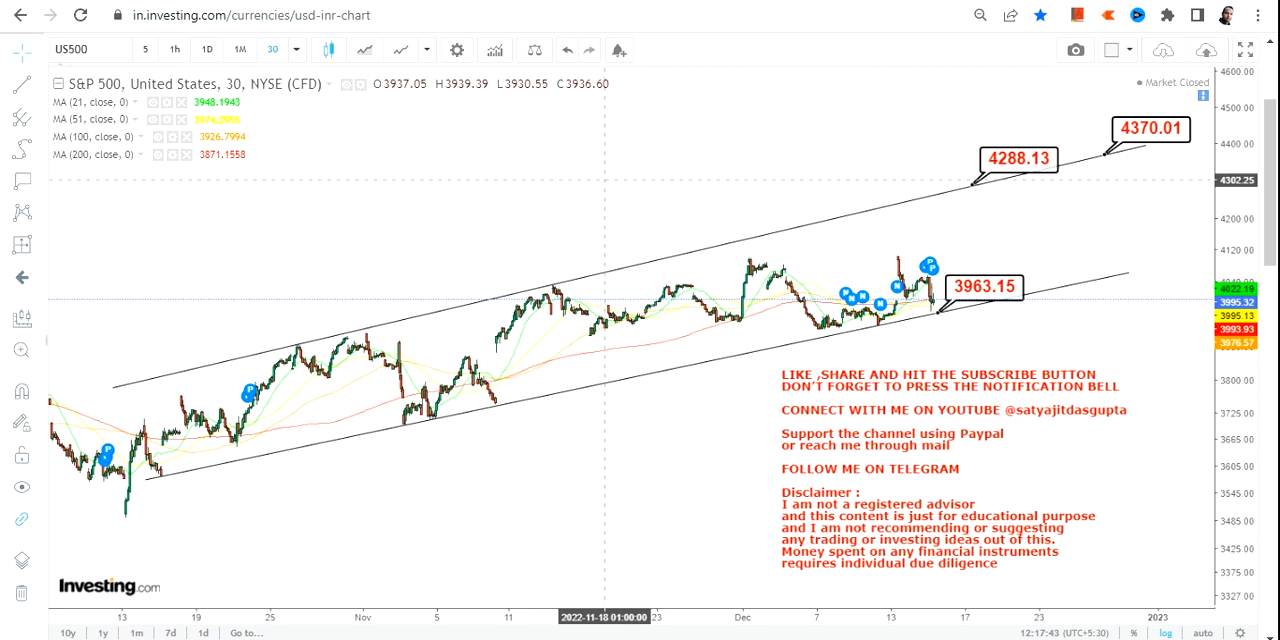 in.investing.com/currencies/usd-inr-chart
US500 5 1h 1D 1M 30
S&P 500, United States, 30, NYSE (CFD) O3937.05 H3939.39 L3930.55 C3936.60
Market Closed
MA (21, close, 0) 3948.1943
MA (51, close, 0)
MA (100, close, 0) 3926.7994
MA (200, close, 0) 3871.1558
4600.00
4500.00
4400.00
4302.25
4200.00
4120.00
4022.19
3995.32
3995.13
3993.93
3976.57
3800.00
3725.00
3665.00
3605.00
3545.00
3485.00
3425.00
3375.00
3327.00
4370.01
4288.13
3963.15
P
P
P
P
N
N
N
N
LIKE ,SHARE AND HIT THE SUBSCRIBE BUTTON
DON'T FORGET TO PRESS THE NOTIFICATION BELL
CONNECT WITH ME ON YOUTUBE @satyajitdasgupta
Support the channel using Paypal
or reach me through mail
FOLLOW ME ON TELEGRAM
Disclaimer :
I am not a registered advisor
and this content is just for educational purpose
and I am not recommending or suggesting
any trading or investing ideas out of this.
Money spent on any financial instruments
requires individual due diligence
Investing.com
13 19 25 Nov 5 11 2022-11-18 01:00:00 23 Dec 7 13 17 23 2023
10y 1y 1m 7d 1d Go to... 12:17:43 (UTC+5:30) % log auto